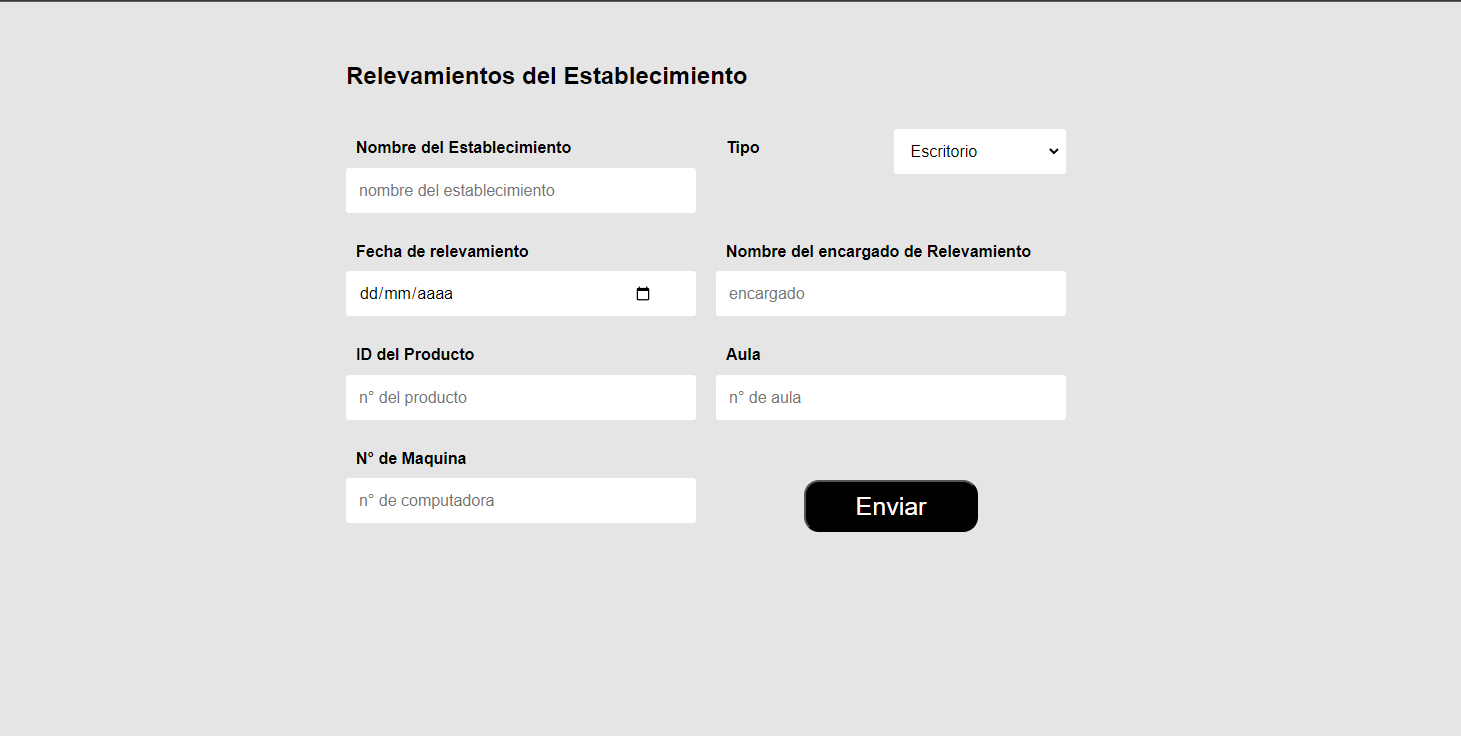 Relevamientos del Establecimiento
Nombre del Establecimiento
Tipo
Escritorio
nombre del establecimiento
Fecha de relevamiento
Nombre del encargado de Relevamiento
dd/mm/aaaa
encargado
ID del Producto
Aula
n° del producto
n° de aula
N° de Maquina
n° de computadora
Enviar